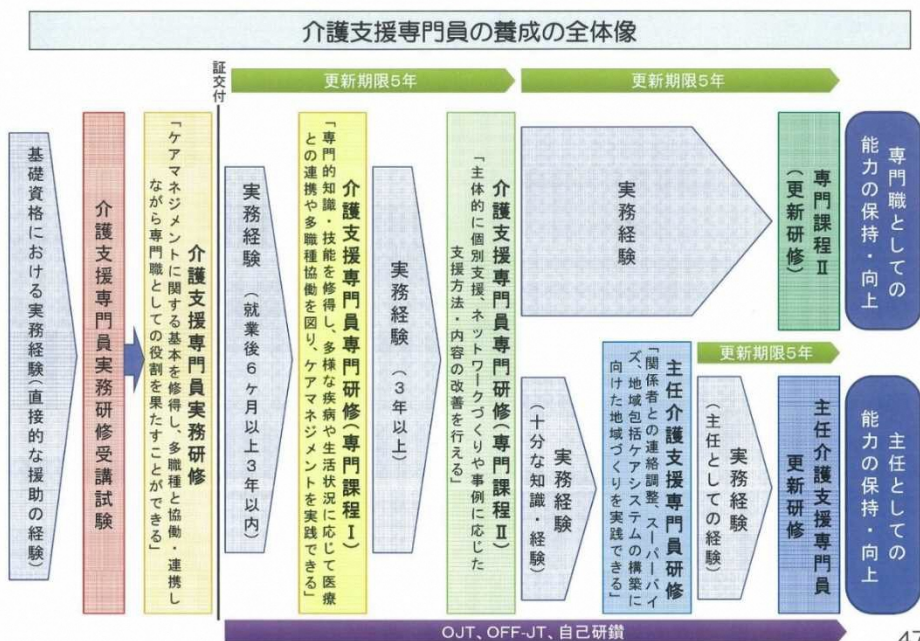 介護支援専門員の養成の全体像
証交付
更新期限5年
更新期限5年
基礎資格における実務経験(直接的な援助の経験)
介護支援専門員実務研修受講試験
介護支援専門員実務研修
「ケアマネジメントに関する基本を修得し、多職種と協働・連携し
ながら専門職としての役割を果たすことができる」
実務経験 (就業後6ヶ月以上3年以内)
介護支援専門員専門研修(専門課程Ⅰ)
「専門的知識・技能を修得し、多様な疾病や生活状況に応じて医療
との連携や多職種協働を図り、ケアマネジメントを実践できる」
実務経験 (3年以上)
介護支援専門員専門研修(専門課程Ⅱ)
「主体的に個別支援、ネットワークづくりや事例に応じた
支援方法・内容の改善を行える」
実務経験
専門課程Ⅱ
(更新研修)
専門職としての
能力の保持・向上
実務経験
(十分な知識・経験)
主任介護支援専門員研修
「関係者との連絡調整、スーパーバイ
ズ、地域包括ケアシステムの構築に
向けた地域づくりを実践できる」
更新期限5年
実務経験
(主任としての経験)
主任介護支援専門員
更新研修
主任としての
能力の保持・向上
OJT、OFF-JT、自己研鑽